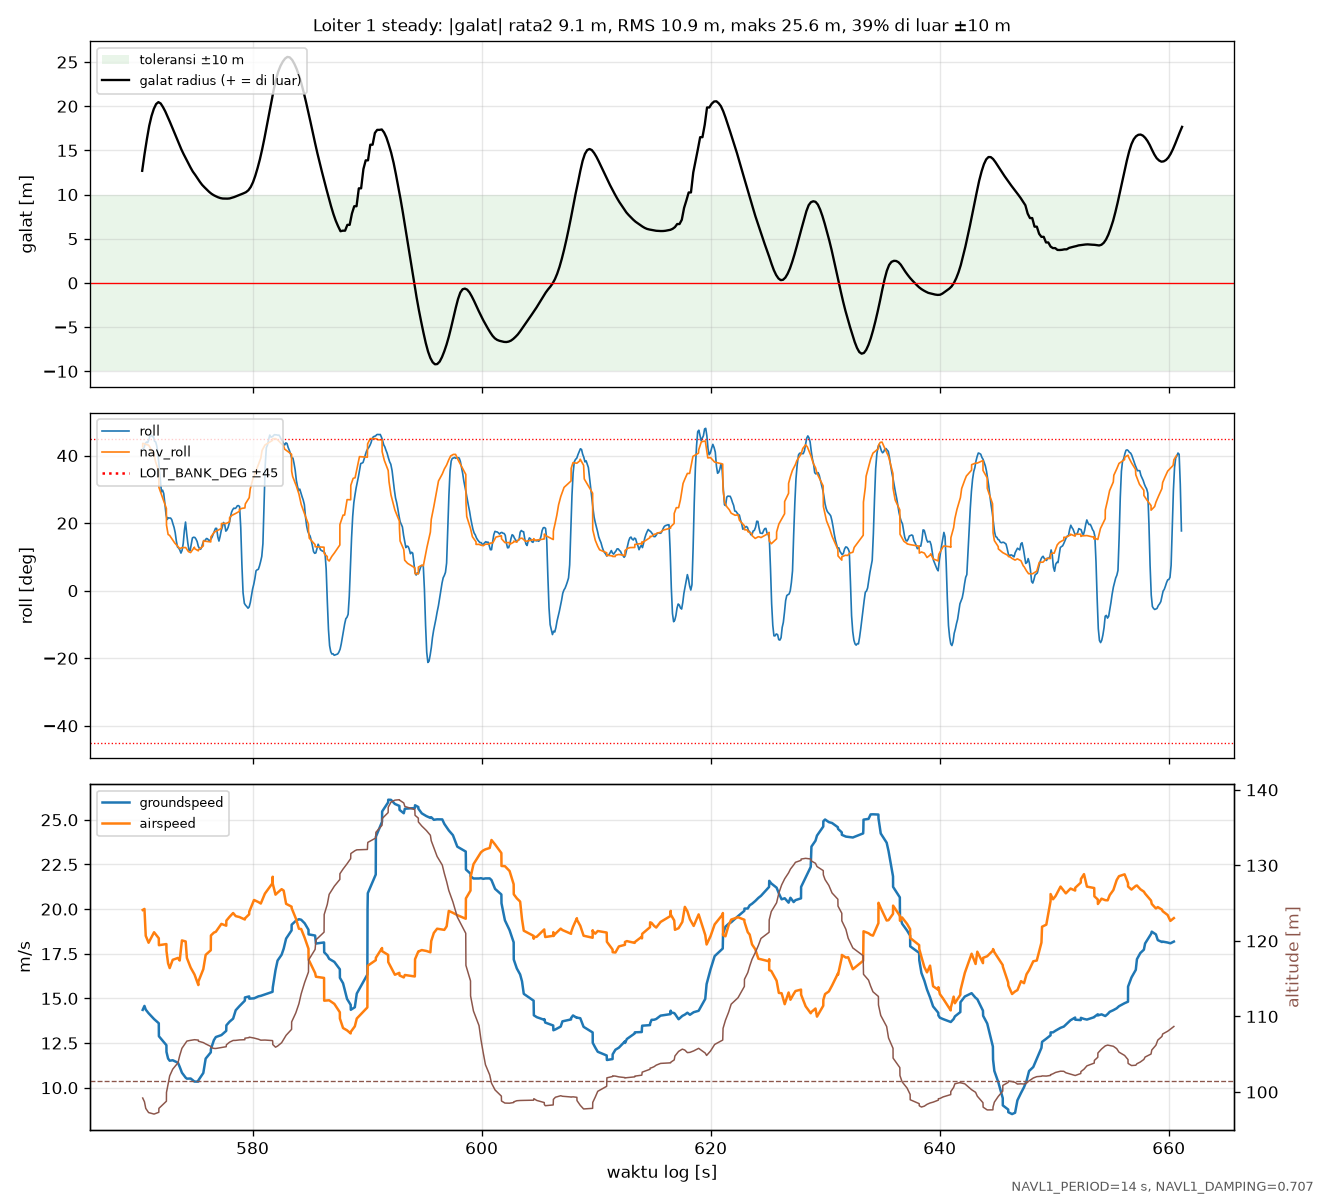 Loiter 1 steady: |galat| rata2 9.1 m, RMS 10.9 m, maks 25.6 m, 39% di luar ±10 m
toleransi ±10 m
galat radius (+ = di luar)
galat [m]
25
20
15
10
5
0
−5
−10
roll
nav_roll
LOIT_BANK_DEG ±45
roll [deg]
40
20
0
−20
−40
groundspeed
airspeed
m/s
25.0
22.5
20.0
17.5
15.0
12.5
10.0
altitude [m]
140
130
120
110
100
580
600
620
640
660
waktu log [s]
NAVL1_PERIOD=14 s, NAVL1_DAMPING=0.707